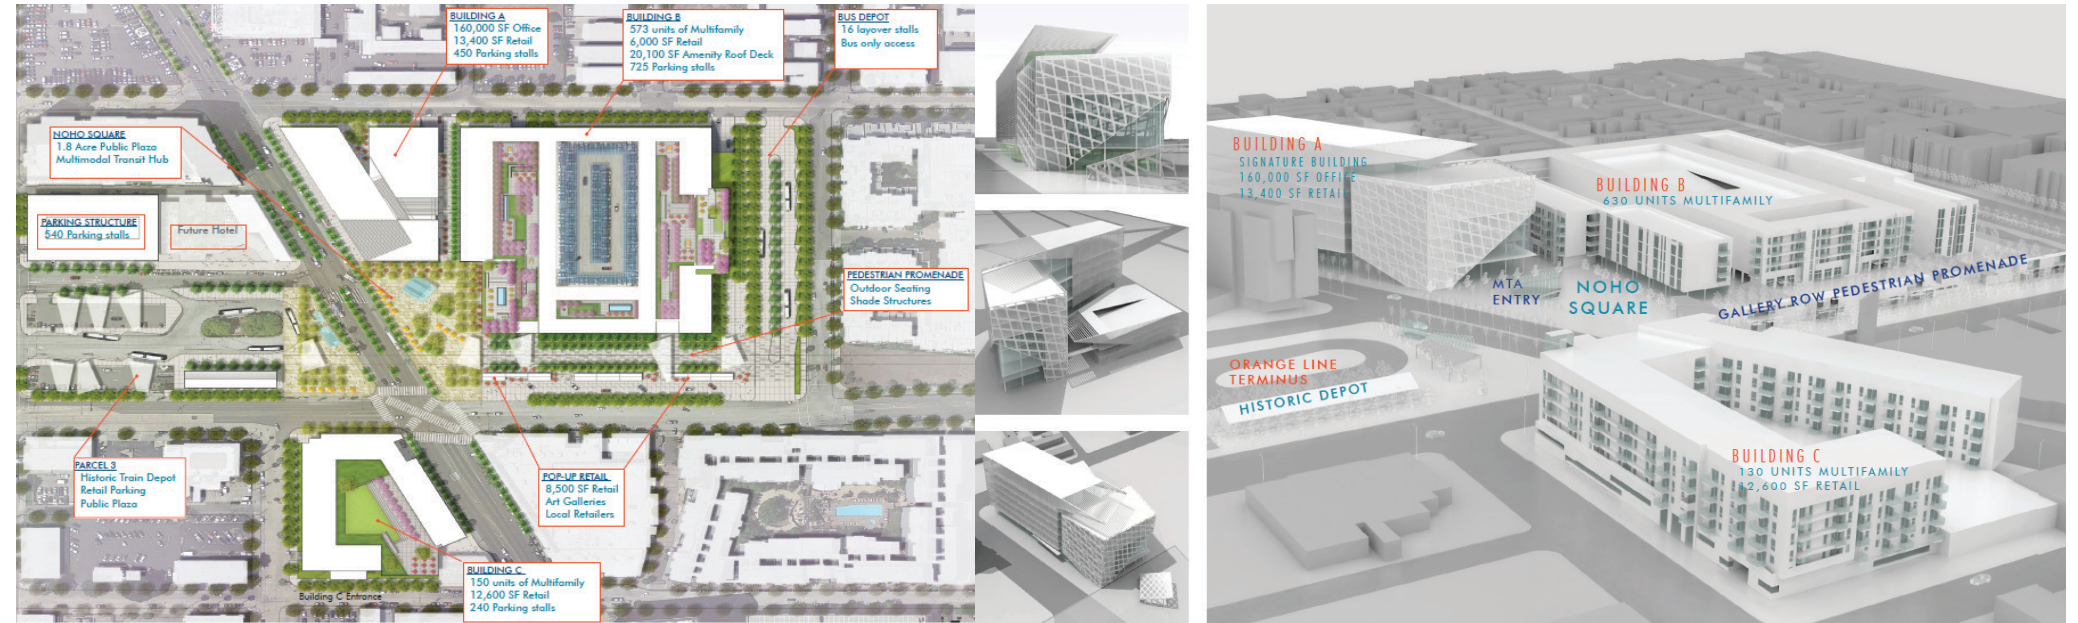 BUILDING A
160,000 SF Office
13,400 SF Retail
450 Parking stalls
BUILDING B
573 units of Multifamily
6,000 SF Retail
20,100 SF Amenity Roof Deck
725 Parking stalls
BUS DEPOT
16 layover stalls
Bus only access
NOHO SQUARE
1.8 Acre Public Plaza
Multimodal Transit Hub
PARKING STRUCTURE
540 Parking stalls
Future Hotel
PEDESTRIAN PROMENADE
Outdoor Seating
Shade Structures
PARCEL 3
Historic Train Depot
Retail Parking
Public Plaza
POP-UP RETAIL
8,500 SF Retail
Art Galleries
Local Retailers
BUILDING C
150 units of Multifamily
12,600 SF Retail
240 Parking stalls
Building C Entrance
BUILDING A
SIGNATURE BUILDING
160,000 SF OFFICE
13,400 SF RETAIL
BUILDING B
630 UNITS MULTIFAMILY
MTA
ENTRY
NOHO
SQUARE
GALLERY ROW PEDESTRIAN PROMENADE
ORANGE LINE
TERMINUS
HISTORIC DEPOT
BUILDING C
130 UNITS MULTIFAMILY
12,600 SF RETAIL